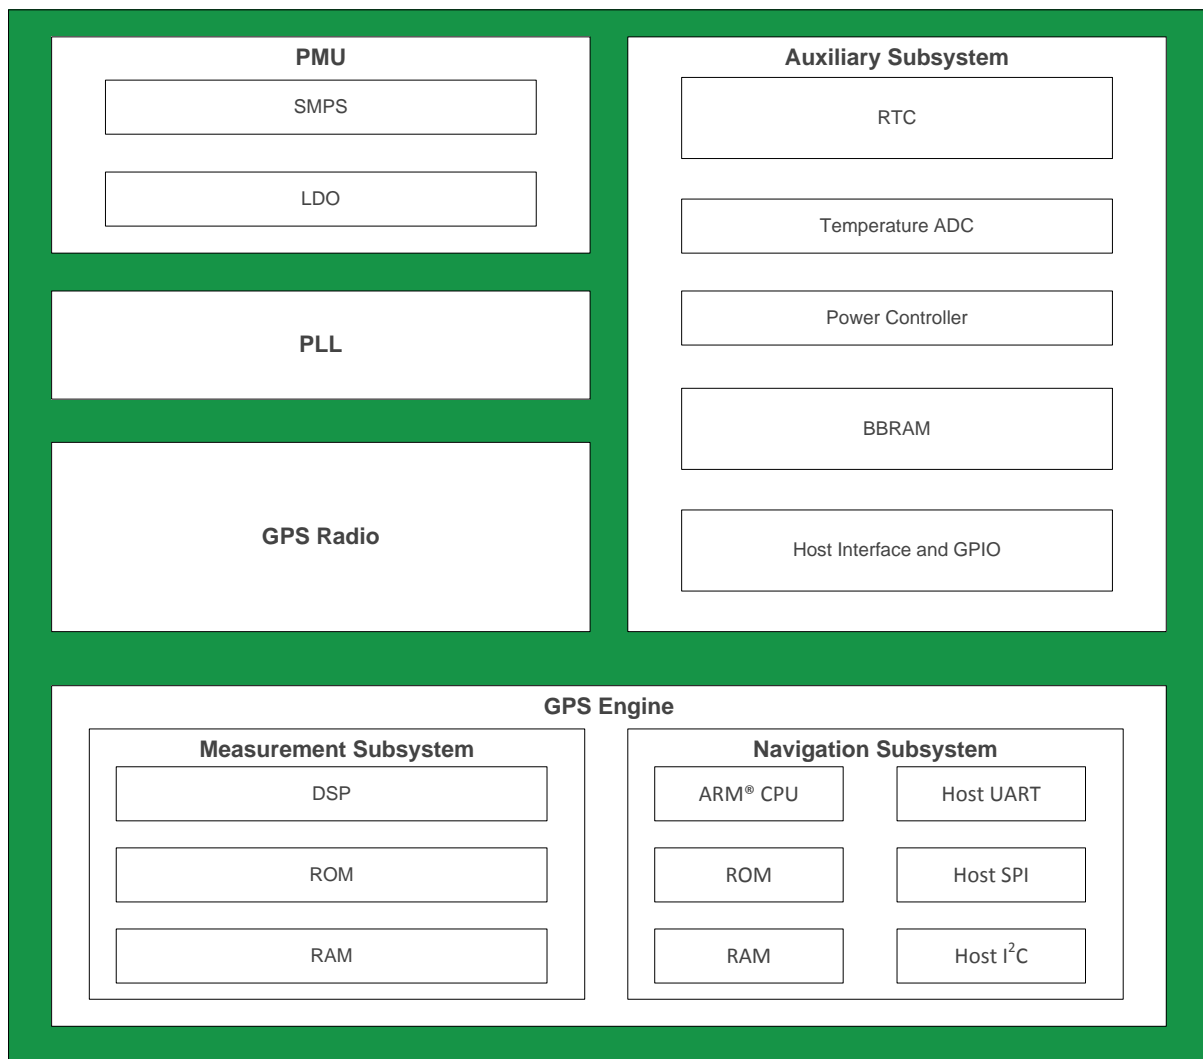 PMU
SMPS
LDO
PLL
GPS Radio
Auxiliary Subsystem
RTC
Temperature ADC
Power Controller
BBRAM
Host Interface and GPIO
GPS Engine
Measurement Subsystem
DSP
ROM
RAM
Navigation Subsystem
ARM® CPU
Host UART
ROM
Host SPI
RAM
Host I²C